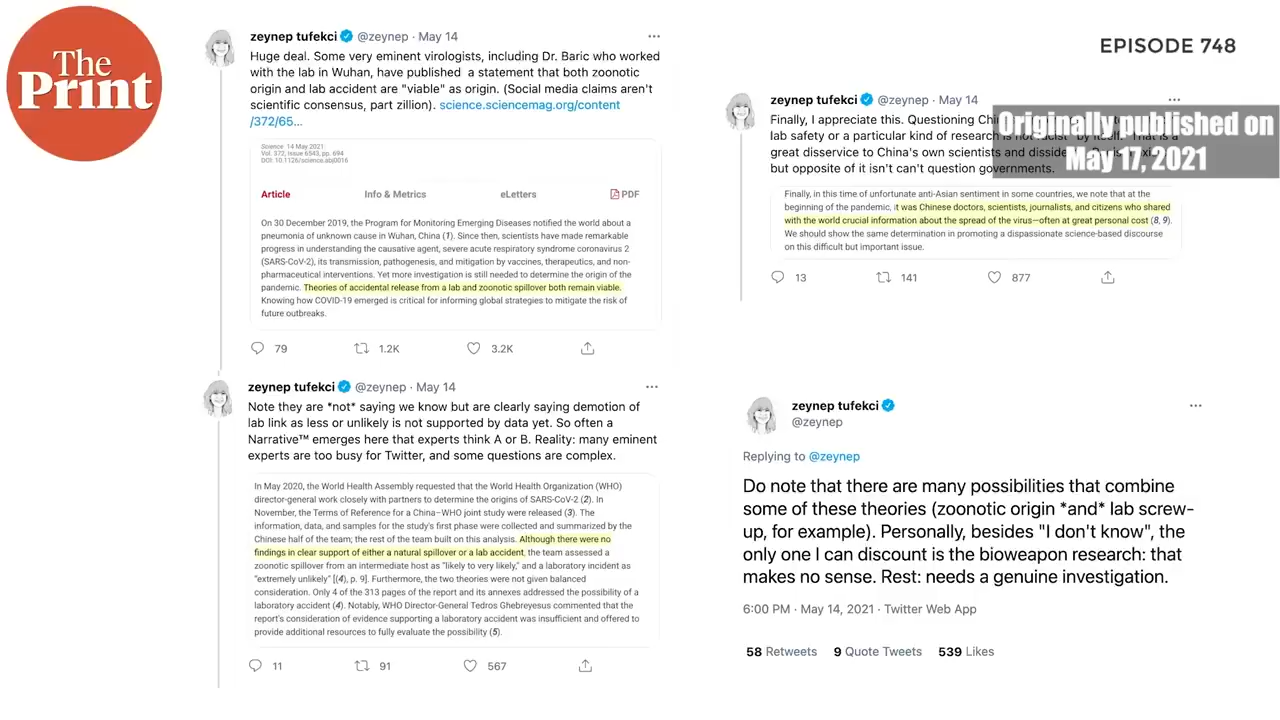 The
Print
EPISODE 748
Originally published on
May 17, 2021
zeynep tufekci @zeynep · May 14
Huge deal. Some very eminent virologists, including Dr. Baric who worked
with the lab in Wuhan, have published a statement that both zoonotic
origin and lab accident are "viable" as origin. (Social media claims aren't
scientific consensus, part zillion). science.sciencemag.org/content
/372/65...
Science 14 May 2021:
Vol. 372, Issue 6543, pp. 694
DOI: 10.1126/science.abj0016
Article Info & Metrics eLetters PDF
On 30 December 2019, the Program for Monitoring Emerging Diseases notified the world about a
pneumonia of unknown cause in Wuhan, China (1). Since then, scientists have made remarkable
progress in understanding the causative agent, severe acute respiratory syndrome coronavirus 2
(SARS-CoV-2), its transmission, pathogenesis, and mitigation by vaccines, therapeutics, and non-
pharmaceutical interventions. Yet more investigation is still needed to determine the origin of the
pandemic. Theories of accidental release from a lab and zoonotic spillover both remain viable.
Knowing how COVID-19 emerged is critical for informing global strategies to mitigate the risk of
future outbreaks.
79 1.2K 3.2K
zeynep tufekci @zeynep · May 14
Note they are *not* saying we know but are clearly saying demotion of
lab link as less or unlikely is not supported by data yet. So often a
Narrative™ emerges here that experts think A or B. Reality: many eminent
experts are too busy for Twitter, and some questions are complex.
In May 2020, the World Health Assembly requested that the World Health Organization (WHO)
director-general work closely with partners to determine the origins of SARS-CoV-2 (2). In
November, the Terms of Reference for a China–WHO joint study were released (3). The
information, data, and samples for the study's first phase were collected and summarized by the
Chinese half of the team; the rest of the team built on this analysis. Although there were no
findings in clear support of either a natural spillover or a lab accident, the team assessed a
zoonotic spillover from an intermediate host as "likely to very likely," and a laboratory incident as
"extremely unlikely" [(4), p. 9]. Furthermore, the two theories were not given balanced
consideration. Only 4 of the 313 pages of the report and its annexes addressed the possibility of a
laboratory accident (4). Notably, WHO Director-General Tedros Ghebreyesus commented that the
report's consideration of evidence supporting a laboratory accident was insufficient and offered to
provide additional resources to fully evaluate the possibility (5).
11 91 567
zeynep tufekci @zeynep · May 14
Finally, I appreciate this. Questioning
lab safety or a particular kind of research is not racist by itself. That is a
great disservice to China's own scientists and
but opposite of it isn't can't question governments.
Finally, in this time of unfortunate anti-Asian sentiment in some countries, we note that at the
beginning of the pandemic, it was Chinese doctors, scientists, journalists, and citizens who shared
with the world crucial information about the spread of the virus—often at great personal cost (8, 9).
We should show the same determination in promoting a dispassionate science-based discourse
on this difficult but important issue.
13 141 877
zeynep tufekci
@zeynep
Replying to @zeynep
Do note that there are many possibilities that combine
some of these theories (zoonotic origin *and* lab screw-
up, for example). Personally, besides "I don't know", the
only one I can discount is the bioweapon research: that
makes no sense. Rest: needs a genuine investigation.
6:00 PM · May 14, 2021 · Twitter Web App
58 Retweets 9 Quote Tweets 539 Likes